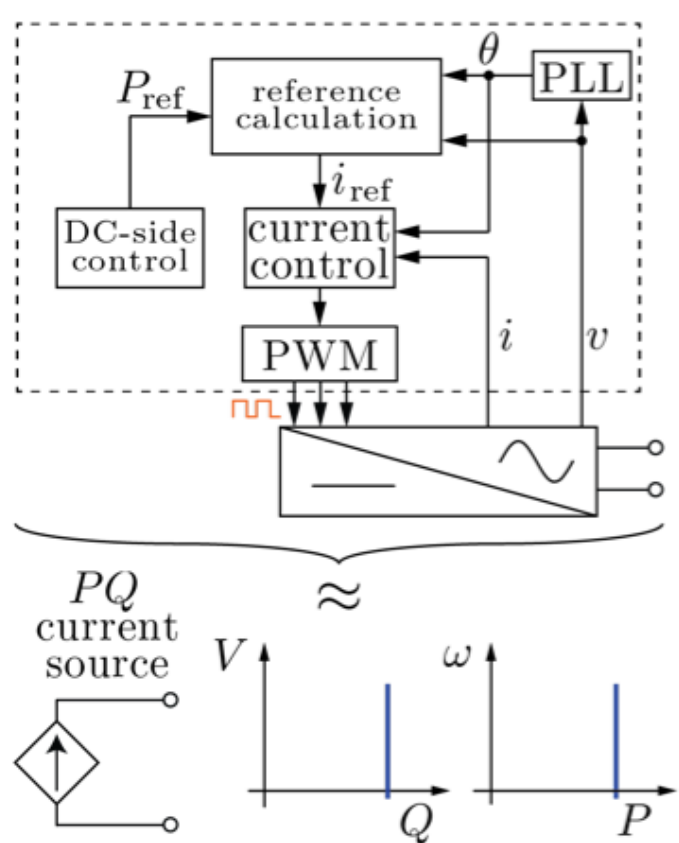 θ
PLL
P_ref
reference
calculation
i_ref
DC-side
control
current
control
PWM
i
v
≈
PQ
current
source
V
Q
ω
P